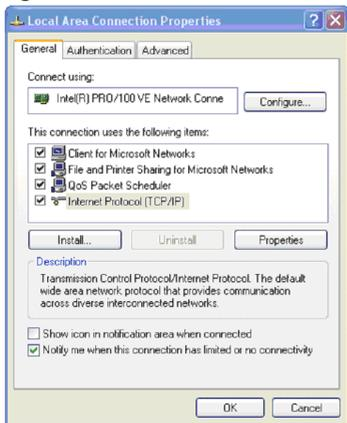 Local Area Connection Properties
General Authentication Advanced
Connect using:
Intel(R) PRO/100 VE Network Conne Configure...
This connection uses the following items:
Client for Microsoft Networks
File and Printer Sharing for Microsoft Networks
QoS Packet Scheduler
Internet Protocol (TCP/IP)
Install... Uninstall Properties
Description
Transmission Control Protocol/Internet Protocol. The default
wide area network protocol that provides communication
across diverse interconnected networks.
Show icon in notification area when connected
Notify me when this connection has limited or no connectivity
OK Cancel